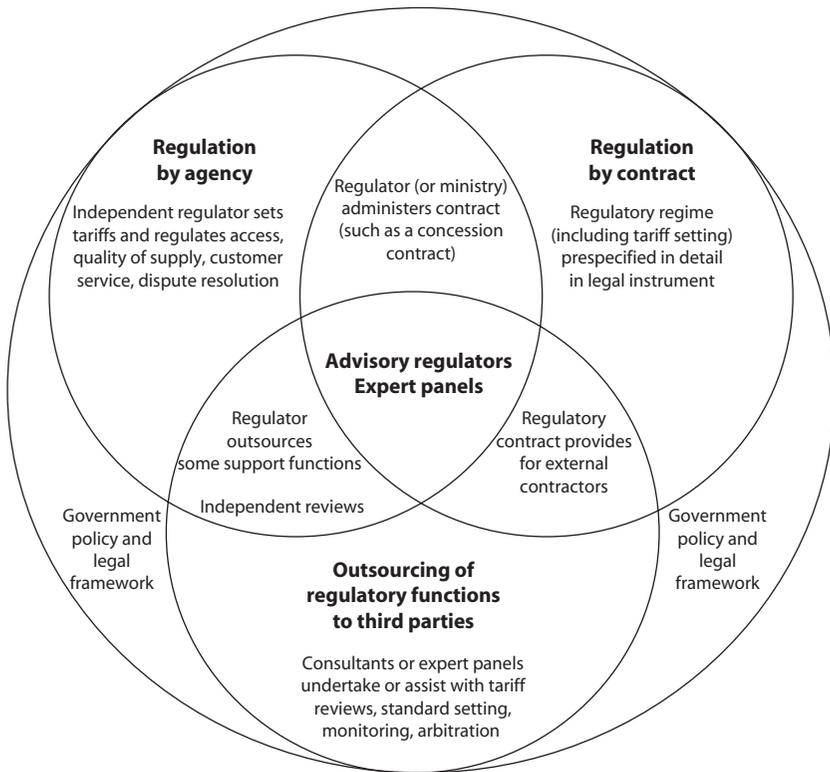 Regulation
by agency
Independent regulator sets
tariffs and regulates access,
quality of supply, customer
service, dispute resolution
Regulator (or ministry)
administers contract
(such as a concession
contract)
Regulation
by contract
Regulatory regime
(including tariff setting)
prespecified in detail
in legal instrument
Advisory regulators
Expert panels
Regulator
outsources
some support functions
Independent reviews
Regulatory
contract provides
for external
contractors
Government
policy and
legal
framework
Government
policy and
legal
framework
Outsourcing of
regulatory functions
to third parties
Consultants or expert panels
undertake or assist with tariff
reviews, standard setting,
monitoring, arbitration